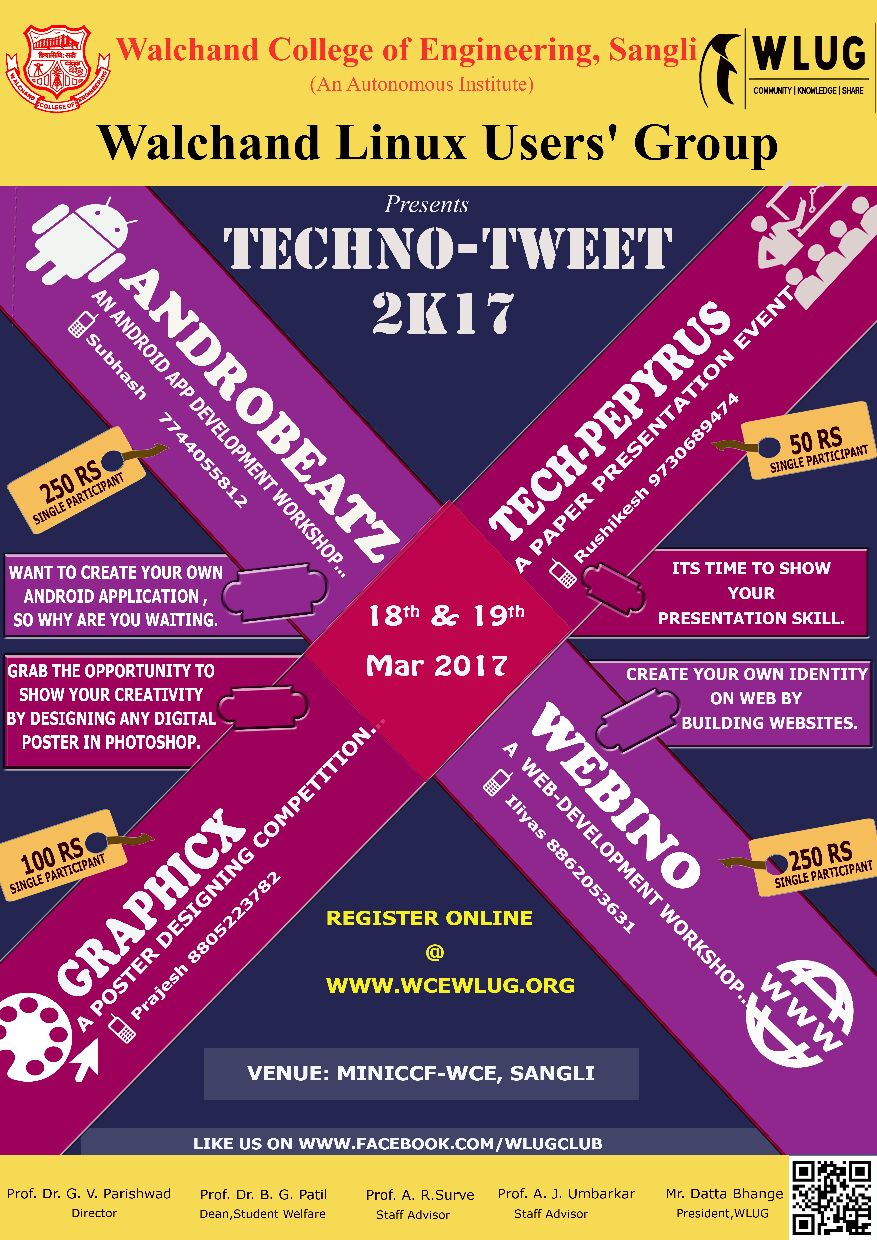 Walchand College of Engineering, Sangli
(An Autonomous Institute)
WALCHAND COLLEGE OF ENGINEERING
WLUG
COMMUNITY | KNOWLEDGE | SHARE
Walchand Linux Users' Group
Presents
TECHNO-TWEET
2K17
ANDROBEATZ
AN ANDROID APP DEVELOPMENT WORKSHOP...
Subhash 7744055812
250 RS
SINGLE PARTICIPANT
WANT TO CREATE YOUR OWN
ANDROID APPLICATION ,
SO WHY ARE YOU WAITING.
TECH-PEPYRUS
A PAPER PRESENTATION EVENT
Rushikesh 9730689474
50 RS
SINGLE PARTICIPANT
ITS TIME TO SHOW
YOUR
PRESENTATION SKILL.
18th & 19th
Mar 2017
GRAB THE OPPORTUNITY TO
SHOW YOUR CREATIVITY
BY DESIGNING ANY DIGITAL
POSTER IN PHOTOSHOP.
GRAPHICX
A POSTER DESIGNING COMPETITION...
Prajesh 8805223782
100 RS
SINGLE PARTICIPANT
CREATE YOUR OWN IDENTITY
ON WEB BY
BUILDING WEBSITES.
WEBINO
A WEB-DEVELOPMENT WORKSHOP...
Iliyas 8862053631
250 RS
SINGLE PARTICIPANT
WWW
REGISTER ONLINE
@
WWW.WCEWLUG.ORG
VENUE: MINICCF-WCE, SANGLI
LIKE US ON WWW.FACEBOOK.COM/WLUGCLUB
Prof. Dr. G. V. Parishwad
Director
Prof. Dr. B. G. Patil
Dean,Student Welfare
Prof. A. R.Surve
Staff Advisor
Prof. A. J. Umbarkar
Staff Advisor
Mr. Datta Bhange
President,WLUG